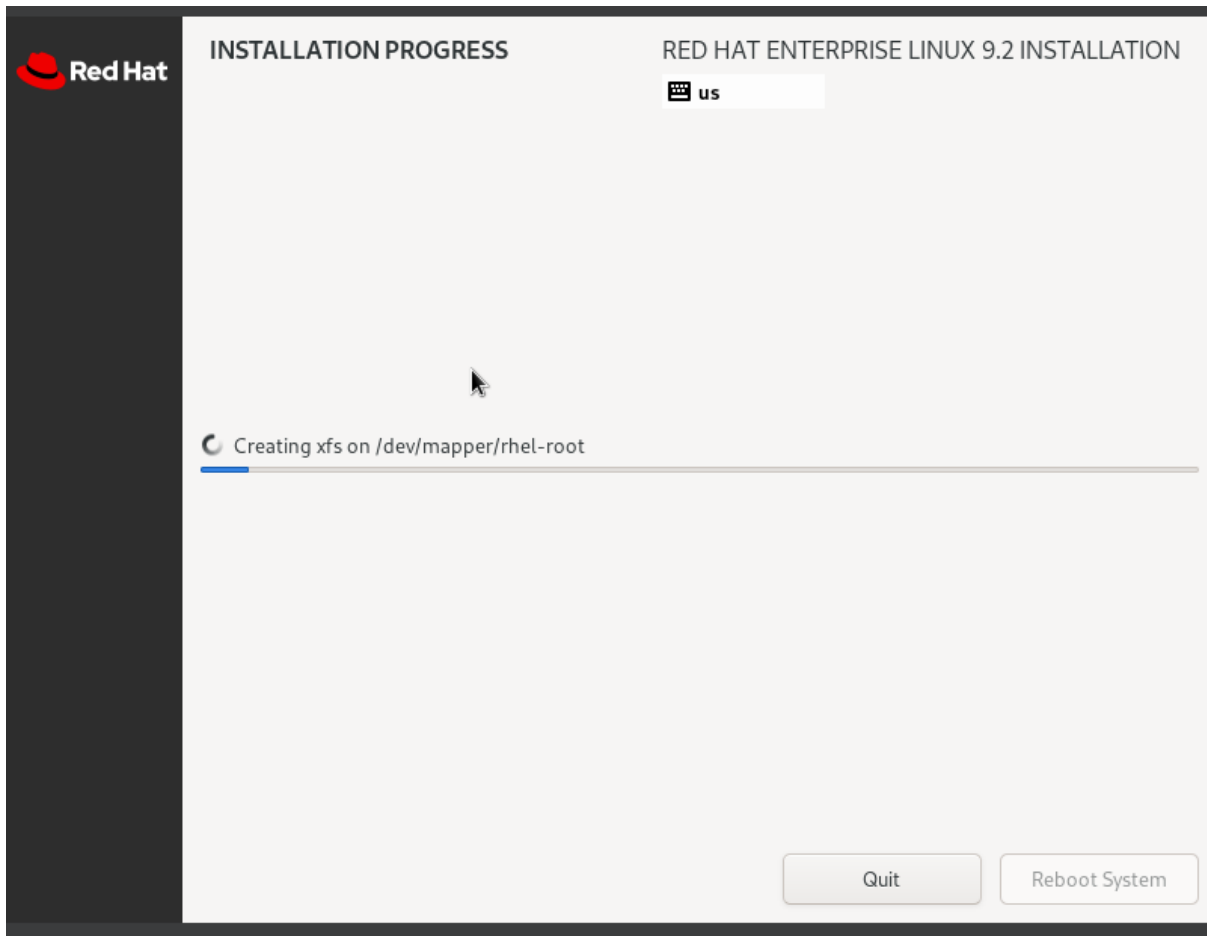 Red Hat
INSTALLATION PROGRESS
RED HAT ENTERPRISE LINUX 9.2 INSTALLATION
us
Creating xfs on /dev/mapper/rhel-root
Quit
Reboot System